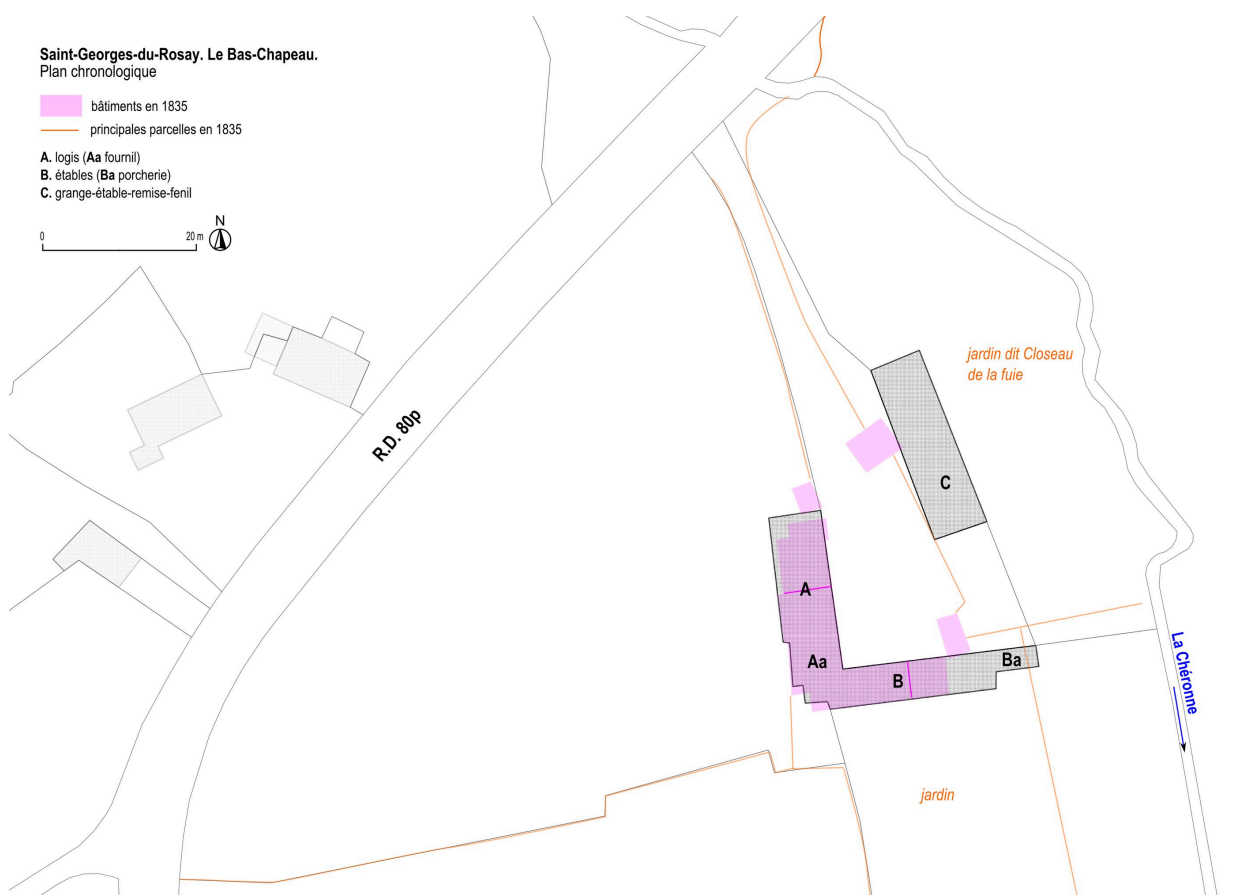 Saint-Georges-du-Rosay. Le Bas-Chapeau.
Plan chronologique
bâtiments en 1835
principales parcelles en 1835
A. logis (Aa fournil)
B. étables (Ba porcherie)
C. grange-étable-remise-fenil
0 20 m N
R.D. 80p
jardin dit Closeau
de la fuie
C
A
Aa
B
Ba
La Chéronne
jardin